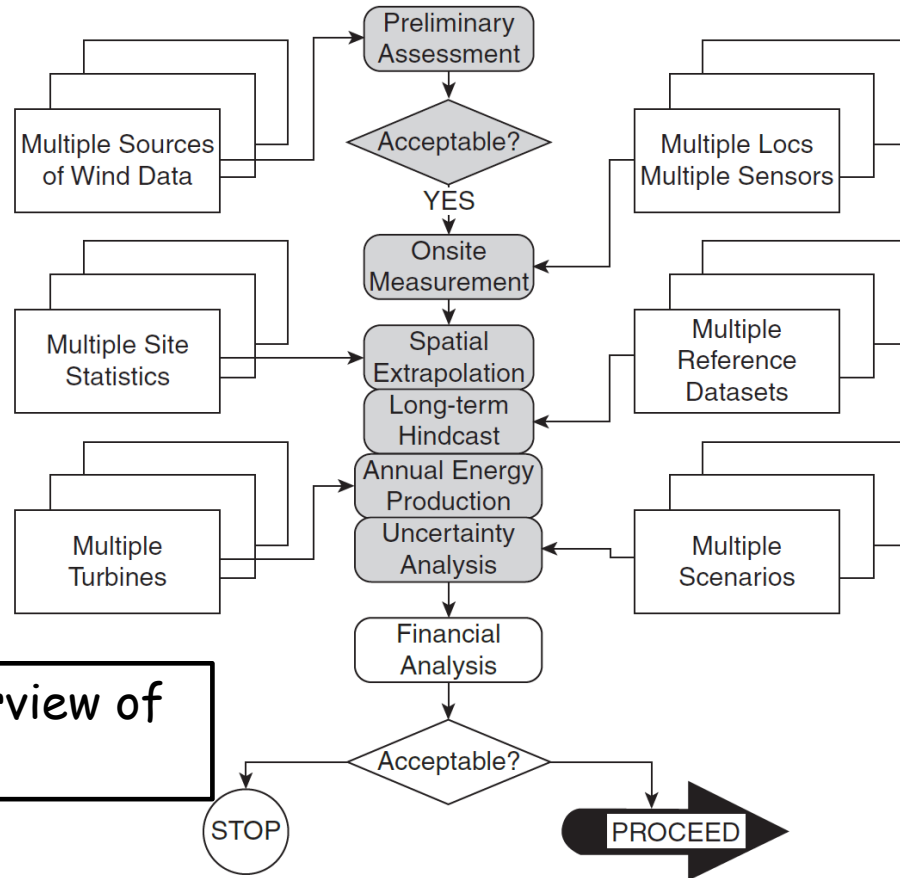 Preliminary
Assessment
Acceptable?
Multiple Sources
of Wind Data
Multiple Locs
Multiple Sensors
YES
Onsite
Measurement
Multiple Site
Statistics
Spatial
Extrapolation
Multiple
Reference
Datasets
Long-term
Hindcast
Annual Energy
Production
Multiple
Turbines
Uncertainty
Analysis
Multiple
Scenarios
Financial
Analysis
of
Acceptable?
STOP
PROCEED